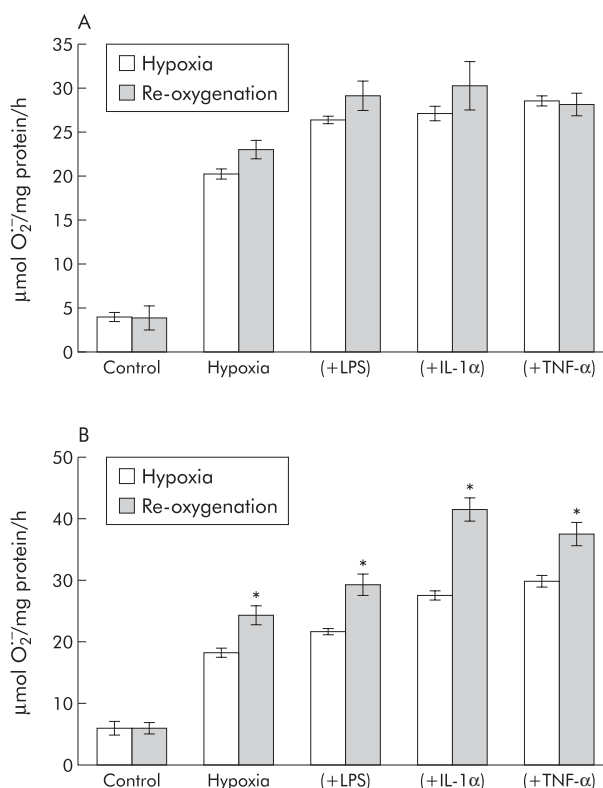 A
35
30
25
20
15
10
5
0
µmol O₂˙⁻/mg protein/h
Hypoxia
Re-oxygenation
Control Hypoxia (+LPS) (+IL-1α) (+TNF-α)
B
50
40
30
20
10
0
µmol O₂˙⁻/mg protein/h
Hypoxia
Re-oxygenation
* * * *
Control Hypoxia (+LPS) (+IL-1α) (+TNF-α)